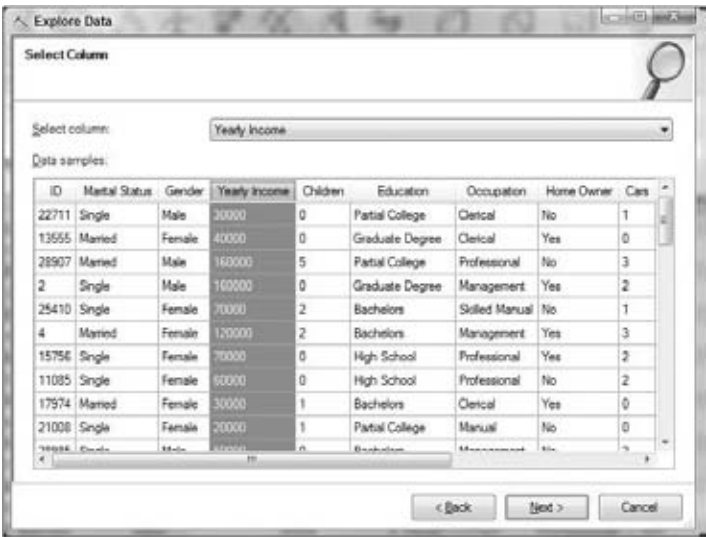 Explore Data
Select Column
Select column:
Yearly Income
Data samples:
ID Marital Status Gender Yearly Income Children Education Occupation Home Owner Cars
22711 Single Male 30000 0 Partial College Clerical No 1
13555 Married Female 40000 0 Graduate Degree Clerical Yes 0
28907 Married Male 160000 5 Partial College Professional No 3
2 Single Male 160000 0 Graduate Degree Management Yes 2
25410 Single Female 70000 2 Bachelors Skilled Manual No 1
4 Married Female 120000 2 Bachelors Management Yes 3
15756 Single Female 70000 0 High School Professional Yes 2
11085 Single Female 60000 0 High School Professional No 2
17974 Married Female 30000 1 Bachelors Clerical Yes 0
21008 Single Female 20000 1 Partial College Manual No 0
Single Male Bachelors Management No
< Back Next > Cancel